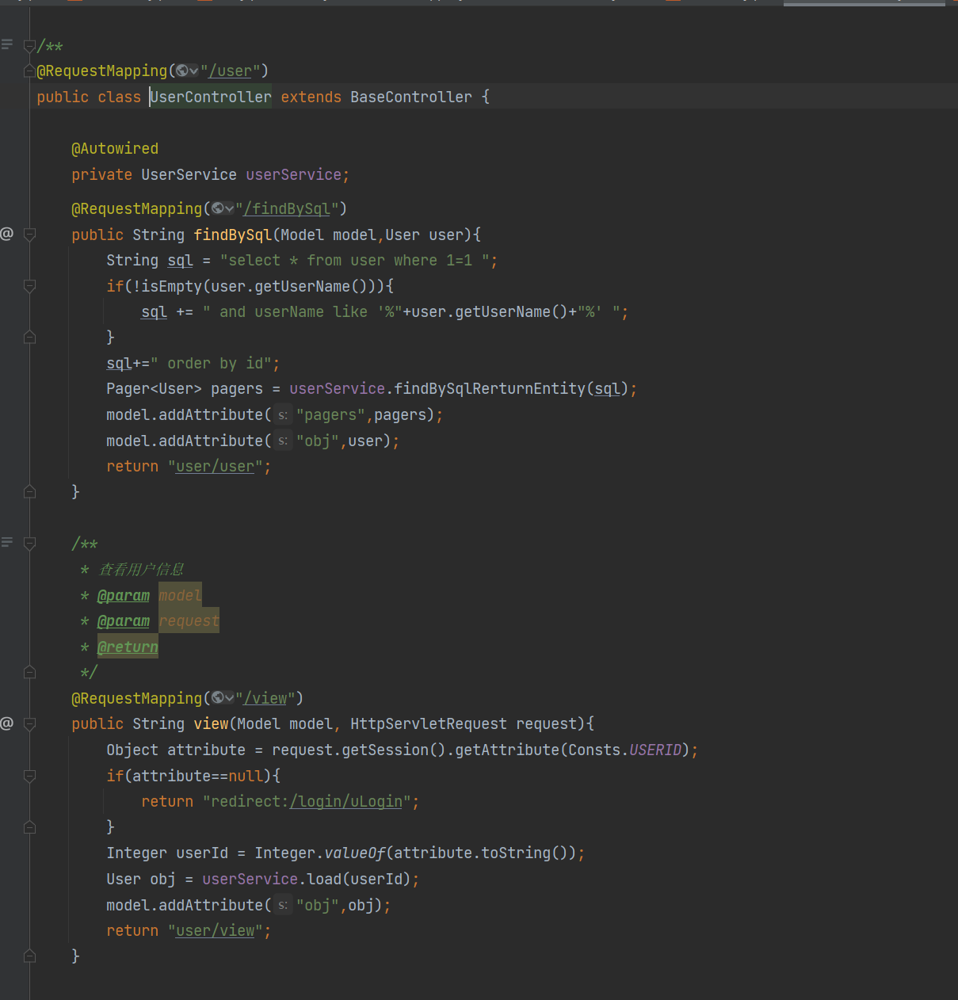 /**
@RequestMapping("/user")
public class UserController extends BaseController {
@Autowired
private UserService userService;
@RequestMapping("/findBySql")
public String findBySql(Model model,User user){
String sql = "select * from user where 1=1 ";
if(!isEmpty(user.getUserName())){
sql += " and userName like '%"+user.getUserName()+"%' ";
}
sql+=" order by id";
Pager<User> pagers = userService.findBySqlRerturnEntity(sql);
model.addAttribute( s: "pagers",pagers);
model.addAttribute( s: "obj",user);
return "user/user";
}
/**
* 查看用户信息
* @param model
* @param request
* @return
*/
@RequestMapping("/view")
public String view(Model model, HttpServletRequest request){
Object attribute = request.getSession().getAttribute(Consts.USERID);
if(attribute==null){
return "redirect:/login/uLogin";
}
Integer userId = Integer.valueOf(attribute.toString());
User obj = userService.load(userId);
model.addAttribute( s: "obj",obj);
return "user/view";
}